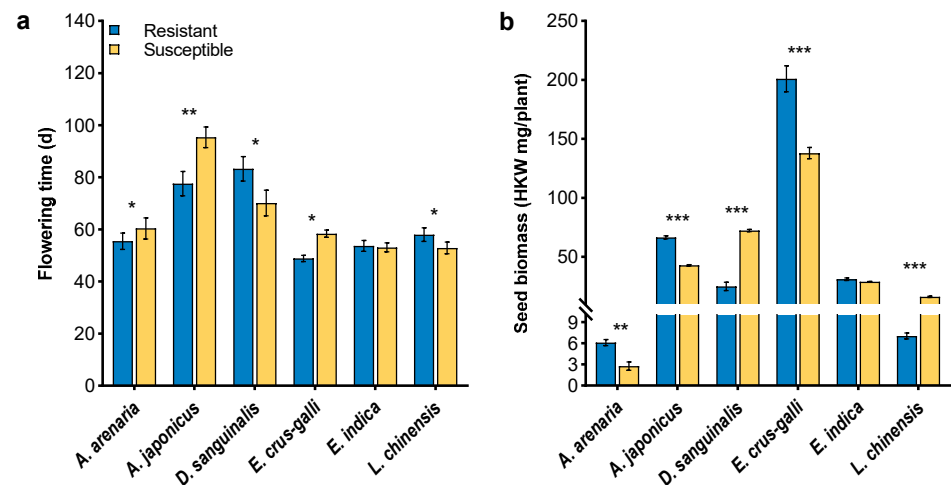 a
Flowering time (d)
140
120
100
80
60
40
20
0
Resistant
Susceptible
*
**
*
*
*
A. arenaria
A. japonicus
D. sanguinalis
E. crus-galli
E. indica
L. chinensis
b
Seed biomass (HKW mg/plant)
250
200
150
100
50
9
6
3
0
**
***
***
***
***
A. arenaria
A. japonicus
D. sanguinalis
E. crus-galli
E. indica
L. chinensis